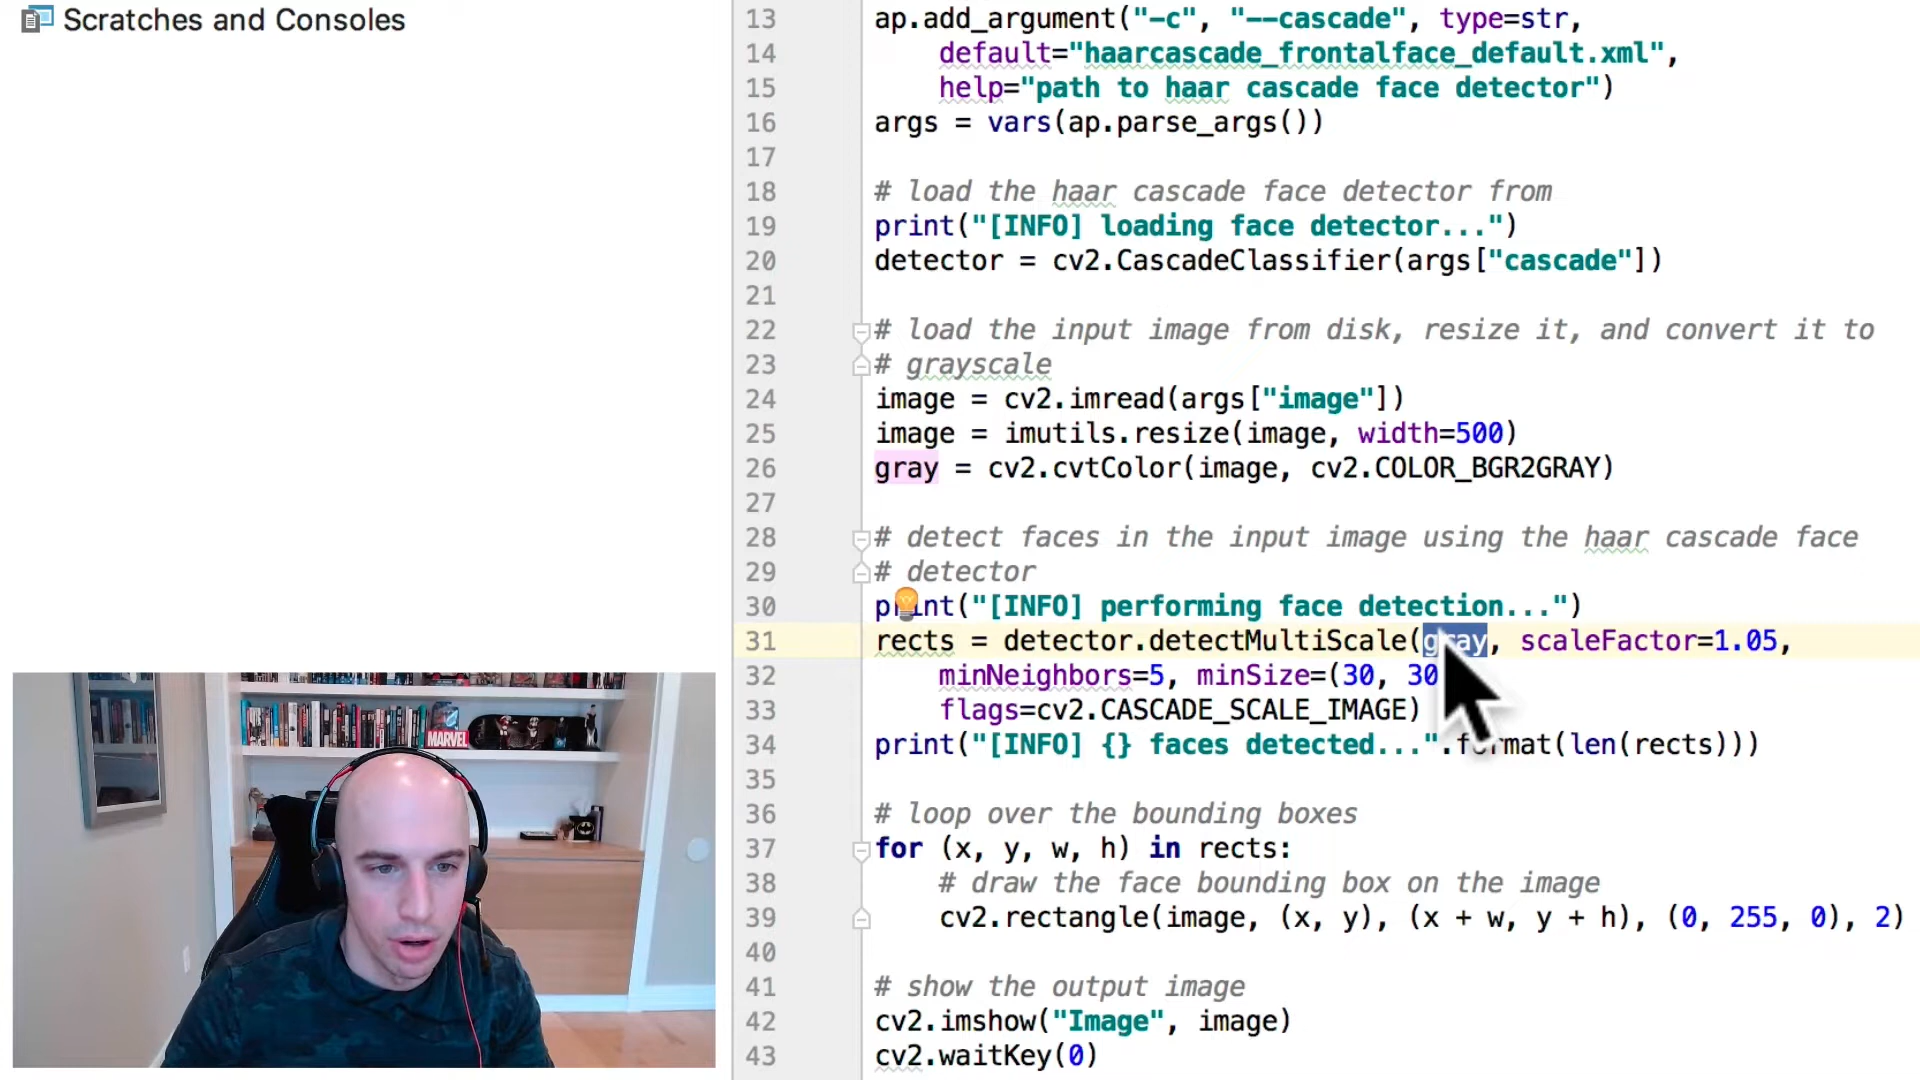 Scratches and Consoles
13 ap.add_argument("-c", "--cascade", type=str,
14 default="haarcascade_frontalface_default.xml",
15 help="path to haar cascade face detector")
16 args = vars(ap.parse_args())
17
18 # load the haar cascade face detector from
19 print("[INFO] loading face detector...")
20 detector = cv2.CascadeClassifier(args["cascade"])
21
22 # load the input image from disk, resize it, and convert it to
23 # grayscale
24 image = cv2.imread(args["image"])
25 image = imutils.resize(image, width=500)
26 gray = cv2.cvtColor(image, cv2.COLOR_BGR2GRAY)
27
28 # detect faces in the input image using the haar cascade face
29 # detector
30 print("[INFO] performing face detection...")
31 rects = detector.detectMultiScale(gray, scaleFactor=1.05,
32 minNeighbors=5, minSize=(30, 30
33 flags=cv2.CASCADE_SCALE_IMAGE)
34 print("[INFO] {} faces detected...".format(len(rects)))
35
36 # loop over the bounding boxes
37 for (x, y, w, h) in rects:
38 # draw the face bounding box on the image
39 cv2.rectangle(image, (x, y), (x + w, y + h), (0, 255, 0), 2)
40
41 # show the output image
42 cv2.imshow("Image", image)
43 cv2.waitKey(0)
MARVEL